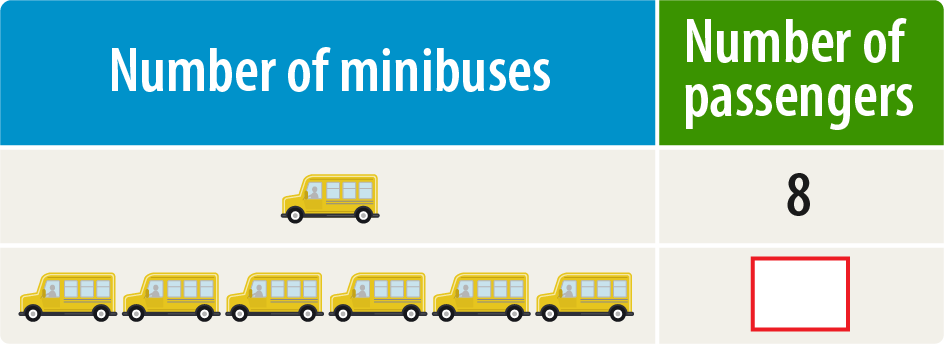 Number of minibuses
Number of
passengers
8